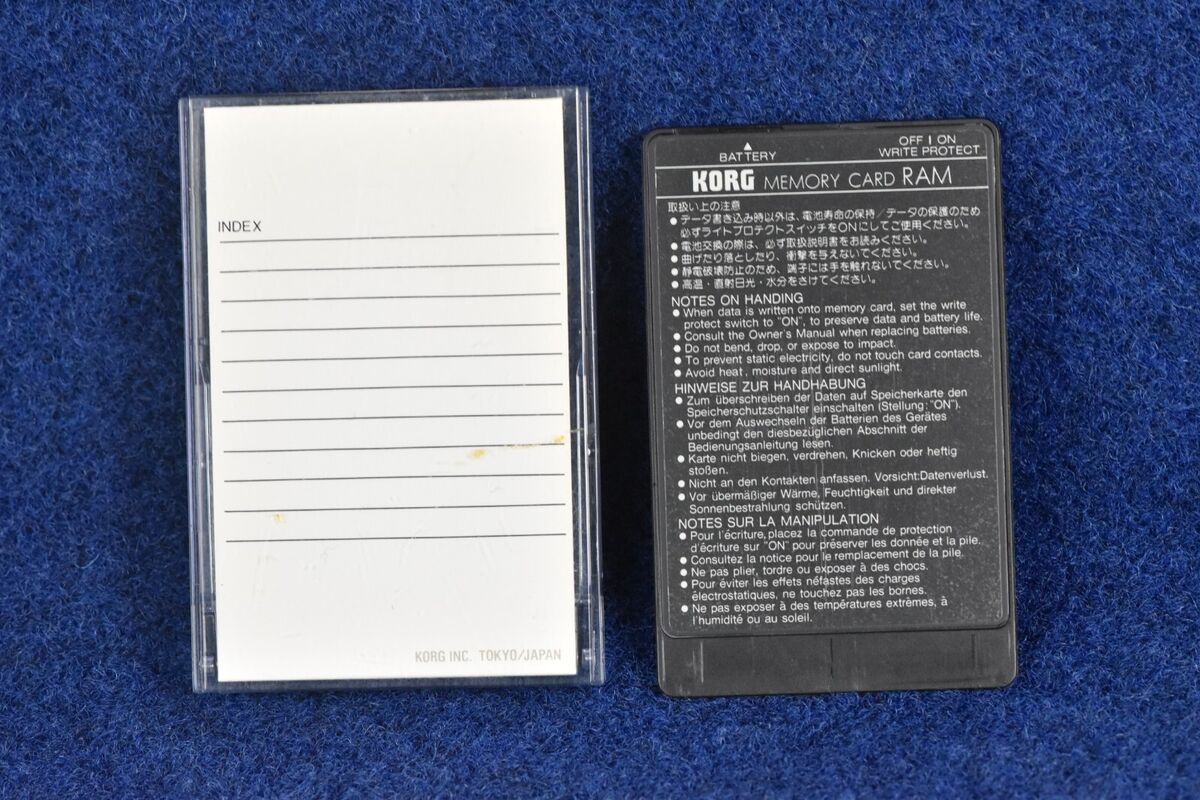 INDEX
KORG INC. TOKYO/JAPAN
▲
BATTERY
OFF I ON
WRITE PROTECT
KORG MEMORY CARD RAM
取扱い上の注意
● データ書き込み時以外は、電池寿命の保持/データの保護のため
必ずライトプロテクトスイッチをONにしてご使用ください。
● 電池交換の際は、必ず取扱説明書をお読みください。
● 曲げたり落としたり、衝撃を与えないでください。
● 静電破壊防止のため、端子には手を触れないでください。
● 高温・直射日光・水分をさけてください。
NOTES ON HANDING
● When data is written onto memory card, set the write
protect switch to "ON", to preserve data and battery life.
● Consult the Owner's Manual when replacing batteries.
● Do not bend, drop, or expose to impact.
● To prevent static electricity, do not touch card contacts.
● Avoid heat, moisture and direct sunlight.
HINWEISE ZUR HANDHABUNG
● Zum überschreiben der Daten auf Speicherkarte den
Speicherschutzschalter einschalten (Stellung: "ON").
● Vor dem Auswechseln der Batterien des Gerätes
unbedingt den diesbezüglichen Abschnitt der
Bedienungsanleitung lesen.
● Karte nicht biegen, verdrehen, Knicken oder heftig
stoßen.
● Nicht an den Kontakten anfassen. Vorsicht:Datenverlust.
● Vor übermäßiger Wärme, Feuchtigkeit und direkter
Sonnenbestrahlung schützen.
NOTES SUR LA MANIPULATION
● Pour l'écriture, placez la commande de protection
d'écriture sur "ON" pour préserver les donnée et la pile.
● Consultez la notice pour le remplacement de la pile.
● Ne pas plier, tordre ou exposer à des chocs.
● Pour éviter les effets néfastes des charges
électrostatiques, ne touchez pas les bornes.
● Ne pas exposer à des températures extrêmes, à
l'humidité ou au soleil.